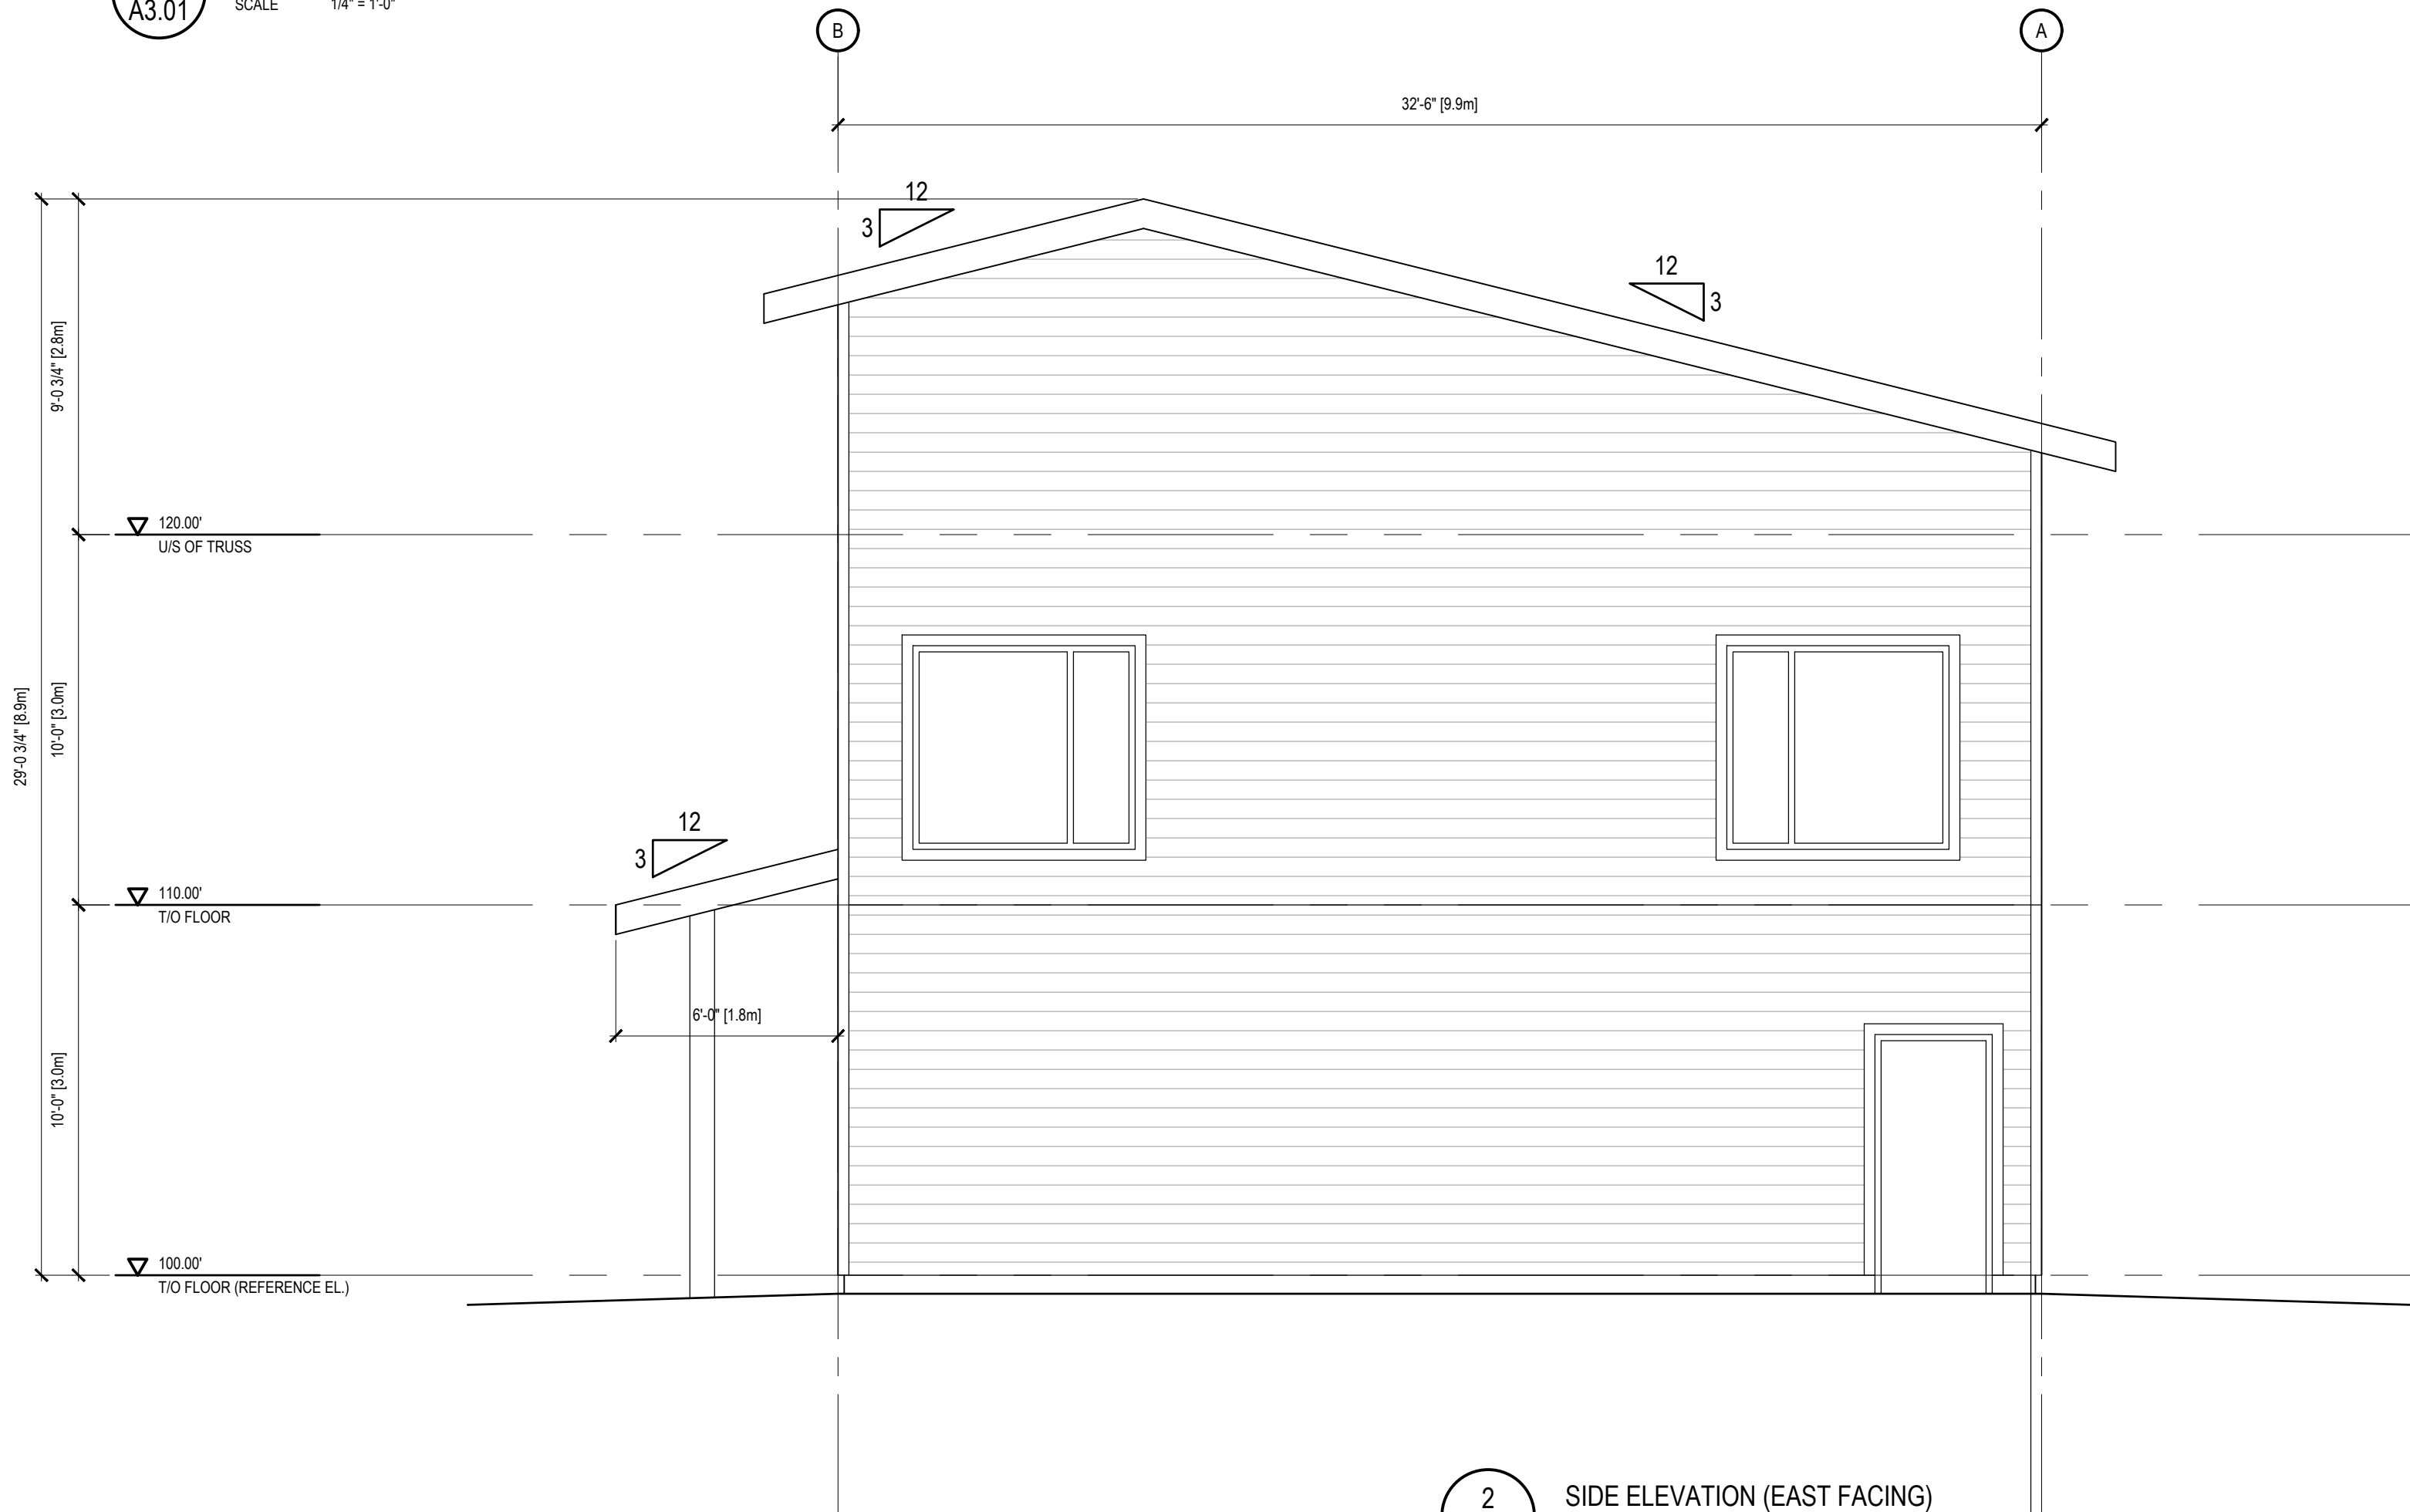 A3.01
SCALE 1/4" = 1'-0"
B
A
32'-6" [9.9m]
12
3
12
3
9'-0 3/4" [2.8m]
120.00'
U/S OF TRUSS
29'-0 3/4" [8.9m]
10'-0" [3.0m]
12
3
110.00'
T/O FLOOR
6'-0" [1.8m]
10'-0" [3.0m]
100.00'
T/O FLOOR (REFERENCE EL.)
2
SIDE ELEVATION (EAST FACING)